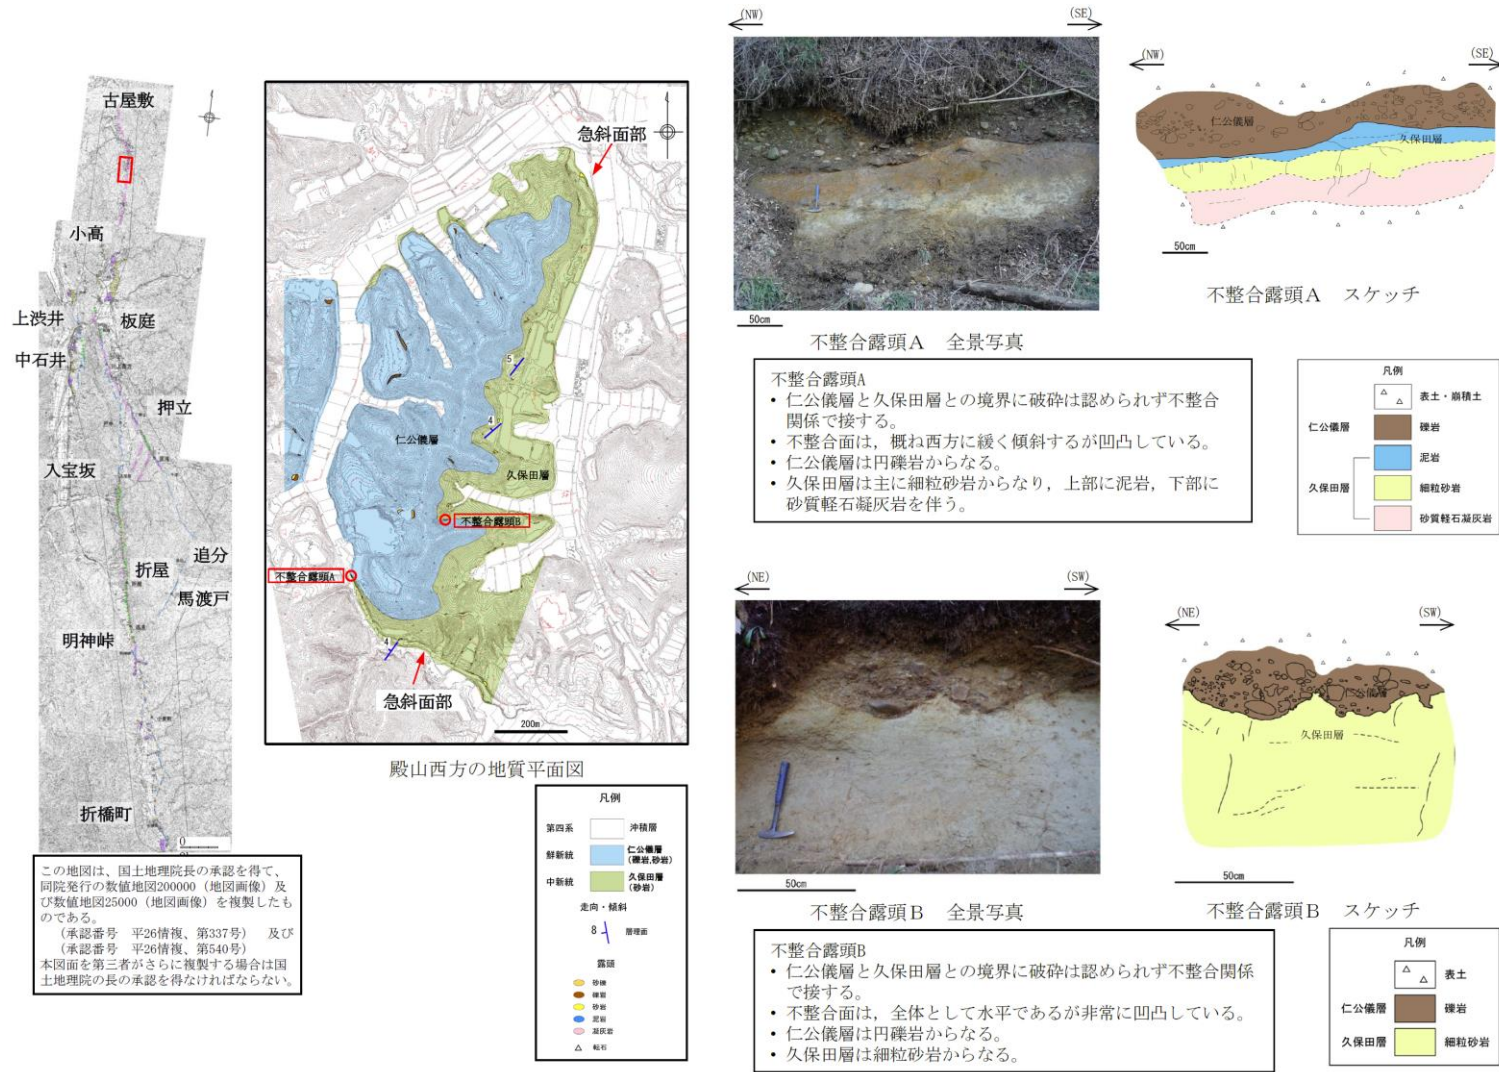 古屋敷
小高
上渋井
板庭
中石井
押立
入宝坂
追分
折屋
馬渡戸
明神峠
折橋町
0
この地図は、国土地理院長の承認を得て、
同院発行の数値地図200000（地図画像）及
び数値地図25000（地図画像）を複製したも
のである。
（承認番号　平26情複、第337号）　及び
（承認番号　平26情複、第540号）
本図面を第三者がさらに複製する場合は国
土地理院の長の承認を得なければならない。
急斜面部
5
4
仁公儀層
久保田層
不整合露頭B
不整合露頭A
4
急斜面部
200m
殿山西方の地質平面図
凡例
第四系　沖積層
鮮新統　仁公儀層
（礫岩,砂岩）
中新統　久保田層
（砂岩）
走向・傾斜
8　層理面
露頭
砂礫
礫岩
砂岩
泥岩
凝灰岩
転石
(NW)　(SE)
50cm
不整合露頭A　全景写真
(NW)　(SE)
仁公儀層
久保田層
50cm
不整合露頭A　スケッチ
不整合露頭A
• 仁公儀層と久保田層との境界に破砕は認められず不整合
関係で接する。
• 不整合面は，概ね西方に緩く傾斜するが凹凸している。
• 仁公儀層は円礫岩からなる。
• 久保田層は主に細粒砂岩からなり，上部に泥岩，下部に
砂質軽石凝灰岩を伴う。
凡例
表土・崩積土
仁公儀層　礫岩
泥岩
久保田層　細粒砂岩
砂質軽石凝灰岩
(NE)　(SW)
50cm
不整合露頭B　全景写真
(NE)　(SW)
仁公儀層
久保田層
50cm
不整合露頭B　スケッチ
不整合露頭B
• 仁公儀層と久保田層との境界に破砕は認められず不整合関係
で接する。
• 不整合面は，全体として水平であるが非常に凹凸している。
• 仁公儀層は円礫岩からなる。
• 久保田層は細粒砂岩からなる。
凡例
表土
仁公儀層　礫岩
久保田層　細粒砂岩